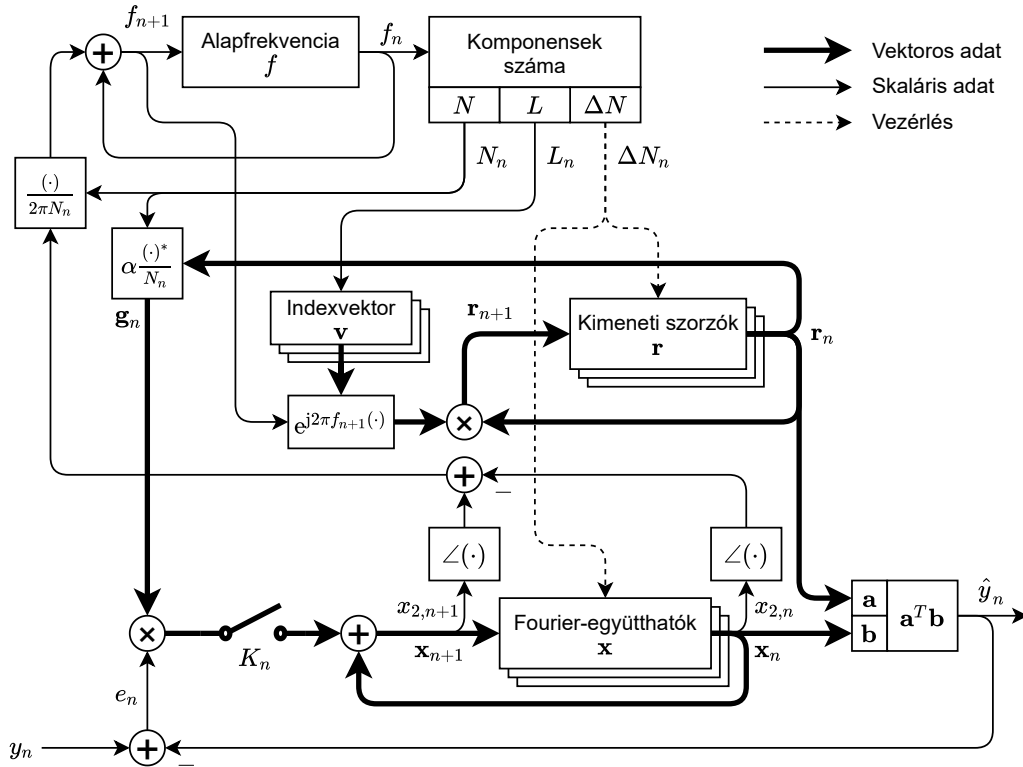 f_{n+1}
Alapfrekvencia
f
f_n
Komponensek
száma
N
L
ΔN
Vektoros adat
Skaláris adat
Vezérlés
N_n
L_n
ΔN_n
(·)
2πN_n
α (·)*
N_n
g_n
Indexvektor
v
r_{n+1}
Kimeneti szorzók
r
r_n
e^{j2πf_{n+1}(·)}
×
+
−
∠(·)
∠(·)
x_{2,n+1}
x_{2,n}
Fourier-együtthatók
x
x_{n+1}
x_n
a
b
a^T b
ŷ_n
×
K_n
+
e_n
y_n
+
−
+